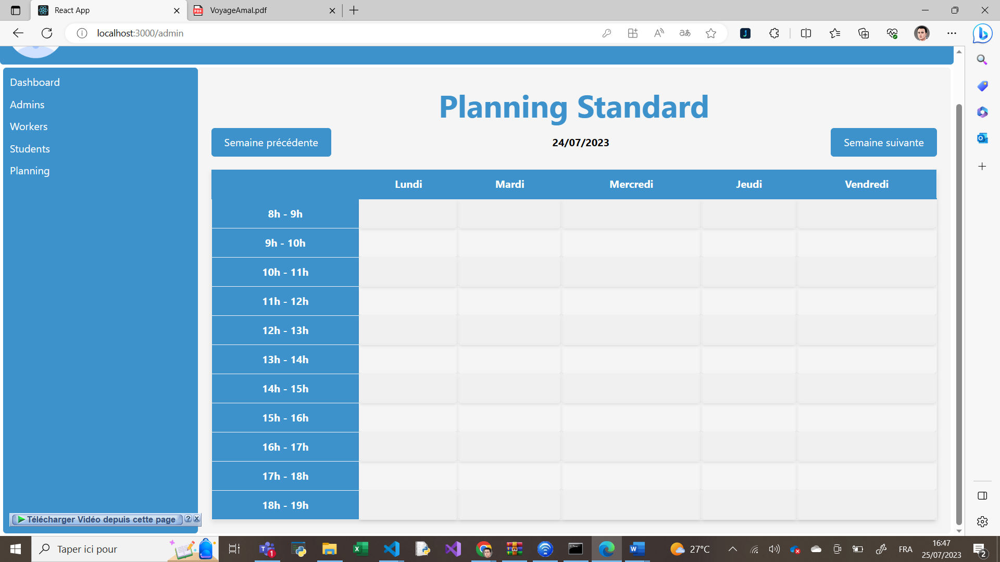 React App
VoyageAmal.pdf
localhost:3000/admin
Dashboard
Admins
Workers
Students
Planning
Planning Standard
Semaine précédente
24/07/2023
Semaine suivante
Lundi Mardi Mercredi Jeudi Vendredi
8h - 9h
9h - 10h
10h - 11h
11h - 12h
12h - 13h
13h - 14h
14h - 15h
15h - 16h
16h - 17h
17h - 18h
18h - 19h
Télécharger Vidéo depuis cette page
Taper ici pour
27°C
FRA
16:47
25/07/2023
2